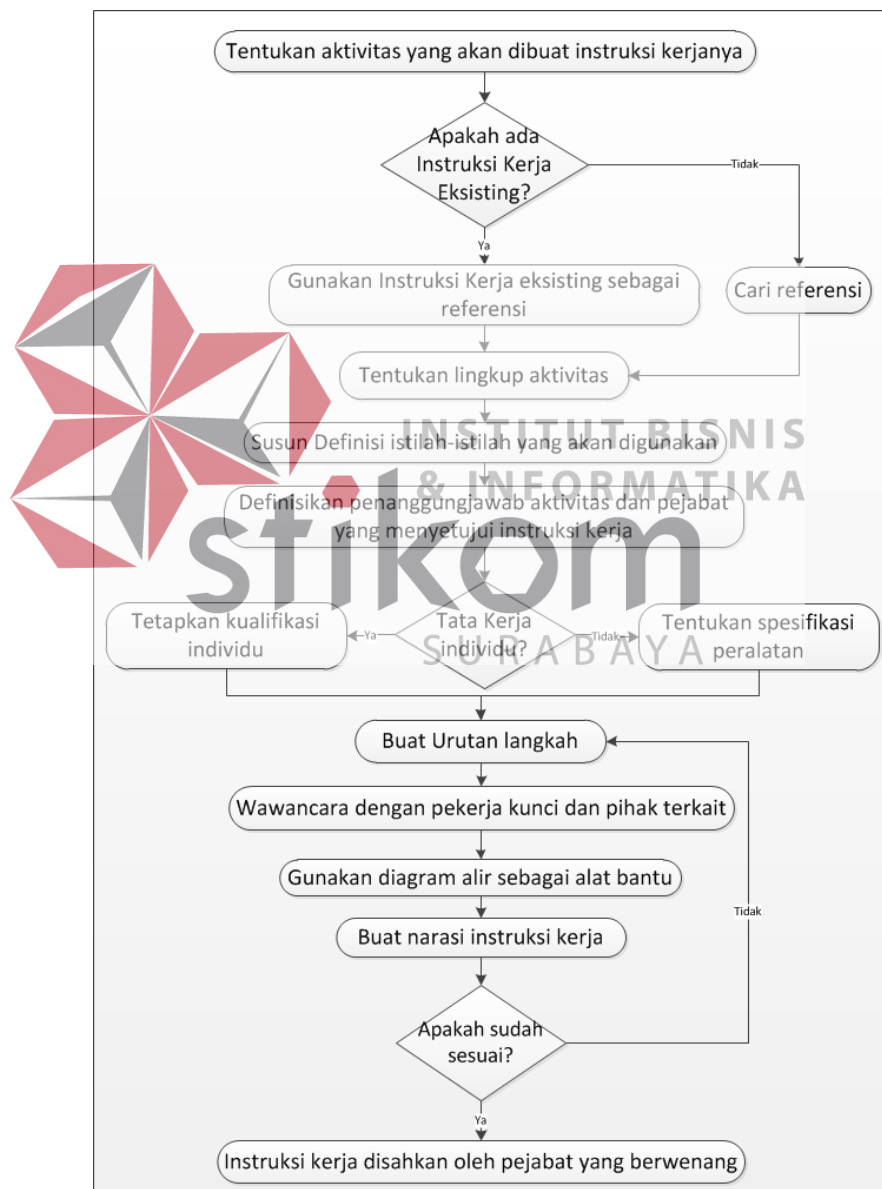 Tentukan aktivitas yang akan dibuat instruksi kerjanya
Apakah ada
Instruksi Kerja
Eksisting?
Tidak
Ya
Gunakan Instruksi Kerja eksisting sebagai
referensi
Cari referensi
Tentukan lingkup aktivitas
INSTITUT BISNIS
Susun Definisi istilah-istilah yang akan digunakan
& INFORMATIKA
Definisikan penanggungjawab aktivitas dan pejabat
yang menyetujui instruksi kerja
stikom
Tetapkan kualifikasi
individu
Ya
Tata Kerja
individu?
Tidak
Tentukan spesifikasi
peralatan
SURABAYA
Buat Urutan langkah
Wawancara dengan pekerja kunci dan pihak terkait
Gunakan diagram alir sebagai alat bantu
Tidak
Buat narasi instruksi kerja
Apakah sudah
sesuai?
Ya
Instruksi kerja disahkan oleh pejabat yang berwenang